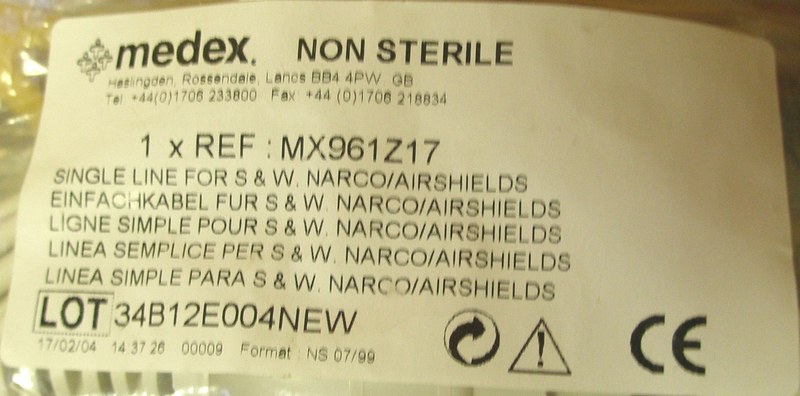 medex. NON STERILE
Haslingden, Rossendale, Lancs BB4 4PW GB
Tel +44(0)1706 233800 Fax +44 (0)1706 218834
1 x REF : MX961Z17
SINGLE LINE FOR S & W. NARCO/AIRSHIELDS
EINFACHKABEL FUR S & W. NARCO/AIRSHIELDS
LIGNE SIMPLE POUR S & W. NARCO/AIRSHIELDS
LINEA SEMPLICE PER S & W. NARCO/AIRSHIELDS
LINEA SIMPLE PARA S & W. NARCO/AIRSHIELDS
LOT 34B12E004NEW
17/02/04 14 37 26 00009 Format : NS 07/99
CE